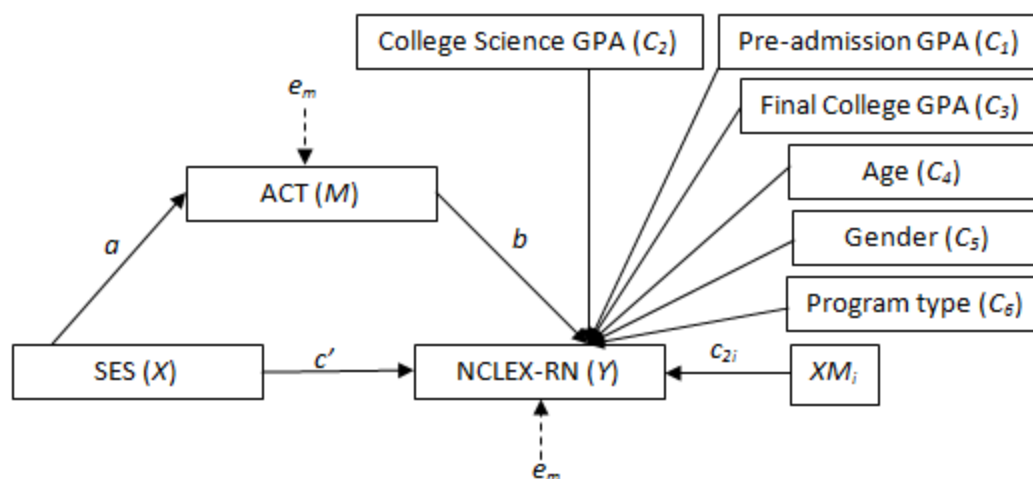 College Science GPA (C₂)
Pre-admission GPA (C₁)
Final College GPA (C₃)
eₘ
ACT (M)
Age (C₄)
a
b
Gender (C₅)
Program type (C₆)
SES (X)
c’
NCLEX-RN (Y)
c₂ᵢ
XMᵢ
eₘ